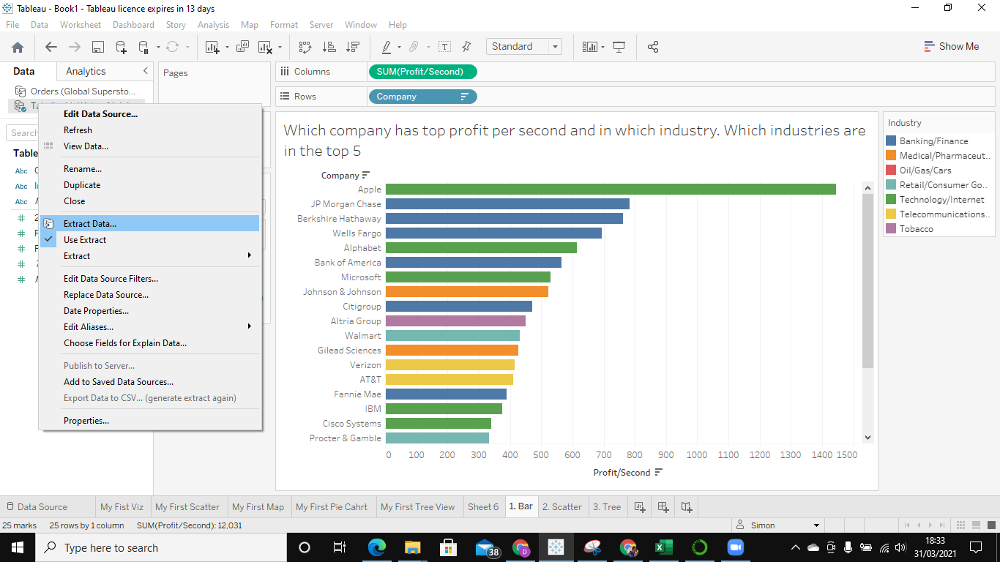 Tableau - Book1 - Tableau licence expires in 13 days
File Data Worksheet Dashboard Story Analysis Map Format Server Window Help
Standard
Show Me
Data Analytics
Pages
Columns SUM(Profit/Second)
Orders (Global Supersto...
Rows Company
Search
Table
Abc
Abc
Abc
Edit Data Source...
Refresh
View Data...
Rename...
Duplicate
Close
Extract Data...
Use Extract
Extract
Edit Data Source Filters...
Replace Data Source...
Date Properties...
Edit Aliases...
Choose Fields for Explain Data...
Publish to Server...
Add to Saved Data Sources...
Export Data to CSV... (generate extract again)
Properties...
Which company has top profit per second and in which industry. Which industries are
in the top 5
Company
Apple
JP Morgan Chase
Berkshire Hathaway
Wells Fargo
Alphabet
Bank of America
Microsoft
Johnson & Johnson
Citigroup
Altria Group
Walmart
Gilead Sciences
Verizon
AT&T
Fannie Mae
IBM
Cisco Systems
Procter & Gamble
0 100 200 300 400 500 600 700 800 900 1000 1100 1200 1300 1400 1500
Profit/Second
Industry
Banking/Finance
Medical/Pharmaceut..
Oil/Gas/Cars
Retail/Consumer Go..
Technology/Internet
Telecommunications..
Tobacco
Data Source My Fist Viz My First Scatter My First Map My First Pie Cahrt My First Tree View Sheet 6 1. Bar 2. Scatter 3. Tree
25 marks 25 rows by 1 column SUM(Profit/Second): 12,031 Simon
Type here to search
38
D
18:33
31/03/2021